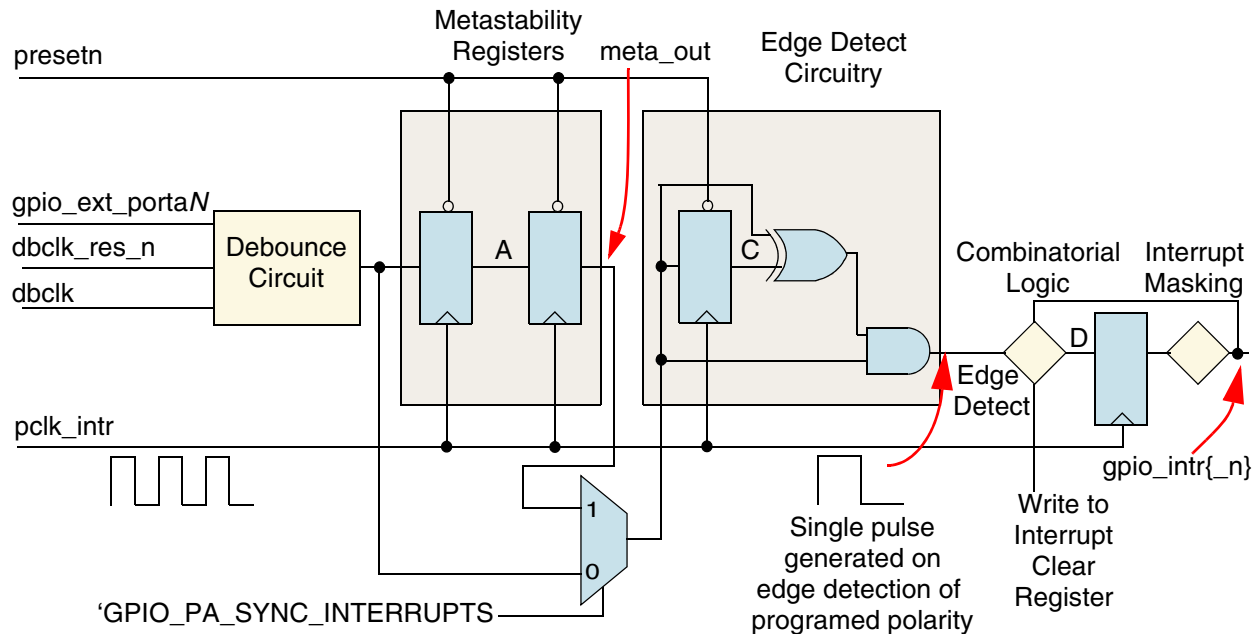 Metastability
Registers
meta_out
Edge Detect
Circuitry
presetn
gpio_ext_portaN
dbclk_res_n
dbclk
Debounce
Circuit
A
C
Combinatorial
Logic
Interrupt
Masking
D
Edge
Detect
pclk_intr
gpio_intr{_n}
1
0
Single pulse
generated on
edge detection of
programed polarity
Write to
Interrupt
Clear
Register
‘GPIO_PA_SYNC_INTERRUPTS